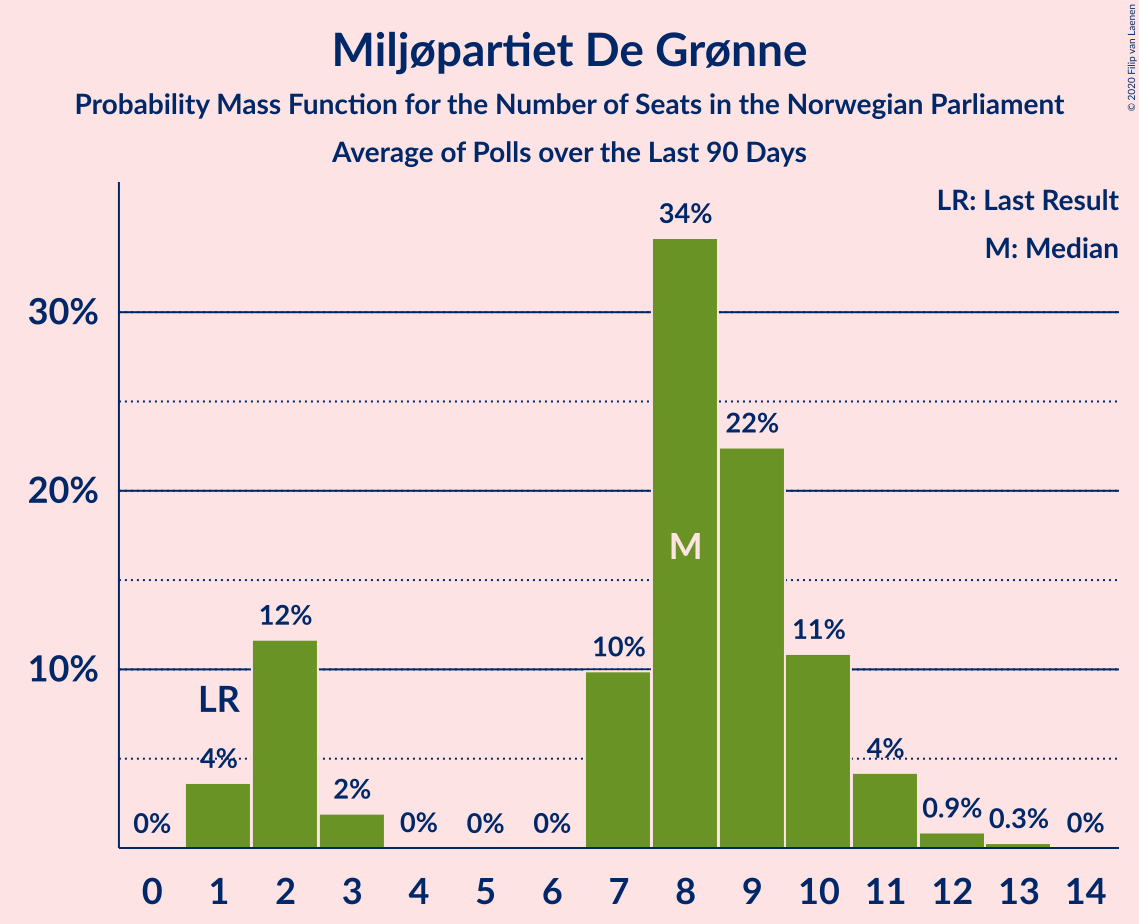 Miljøpartiet De Grønne
Probability Mass Function for the Number of Seats in the Norwegian Parliament
Average of Polls over the Last 90 Days
© 2020 Filip van Laenen
LR: Last Result
M: Median
34%
30%
22%
20%
M
12%
11%
10%
10%
LR
4%
4%
2%
0.9%
0.3%
0%
0%
0%
0%
0%
0 1 2 3 4 5 6 7 8 9 10 11 12 13 14